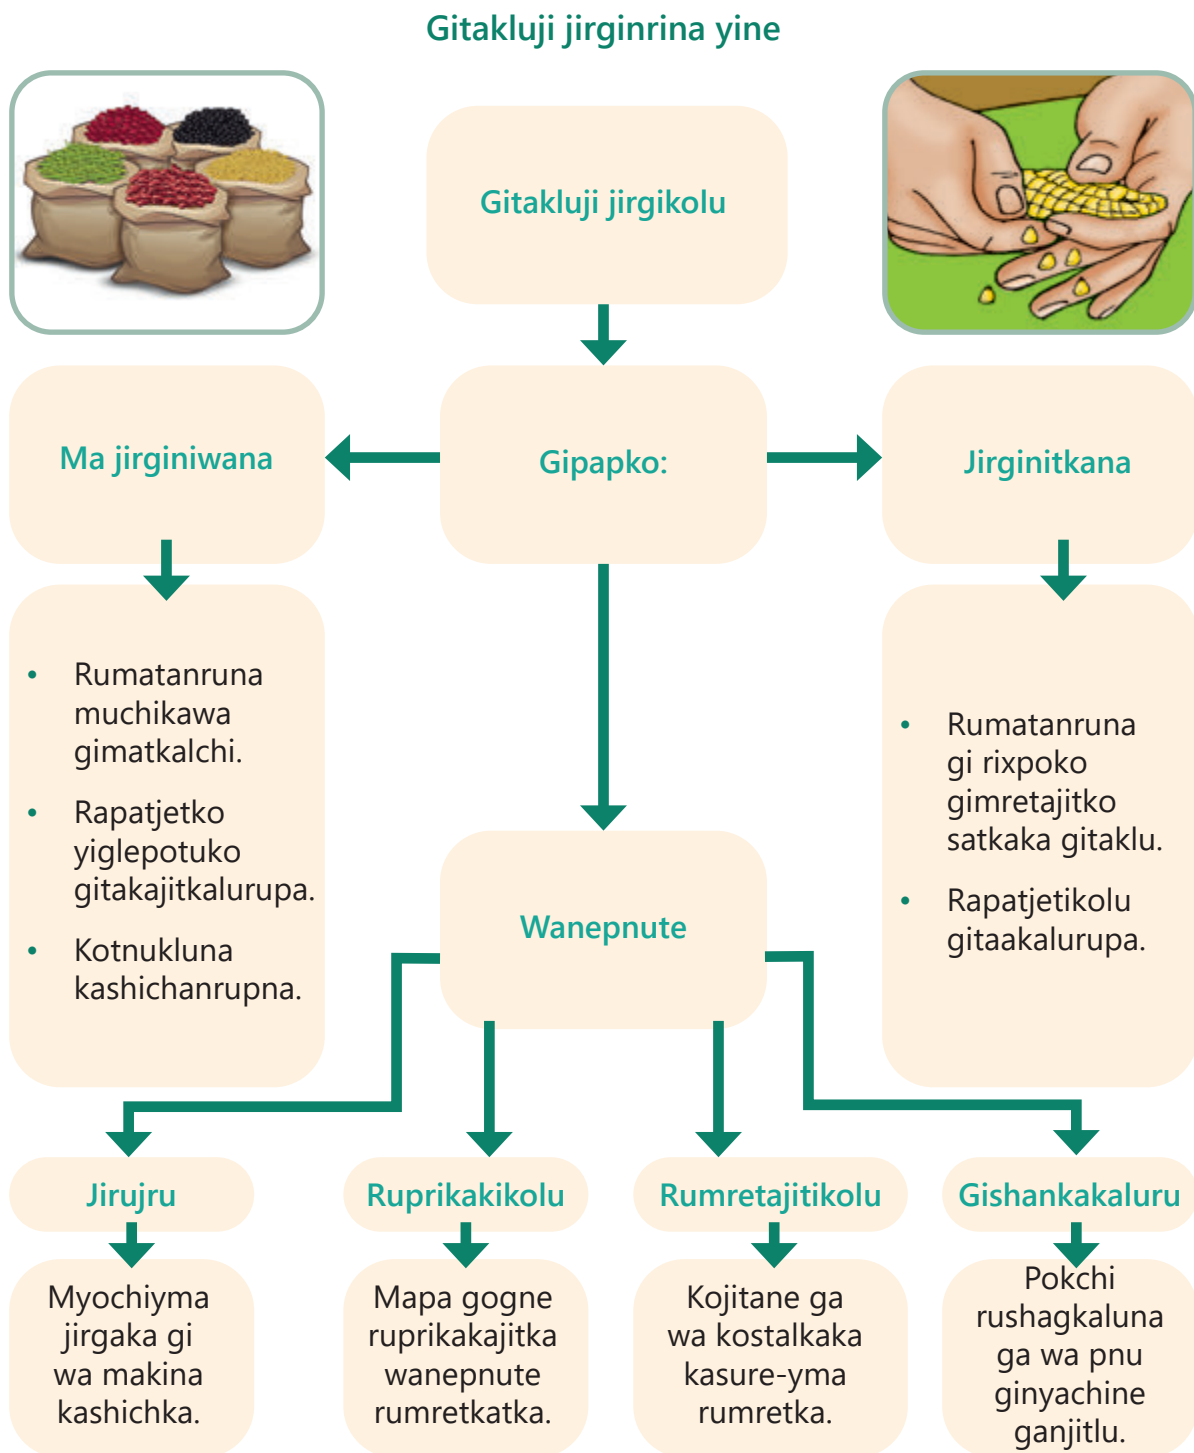 Gitakluji jirginrina yine
Gitakluji jirgikolu
Ma jirginiwana
Gipapko:
Jirginitkana
• Rumatanruna
muchikawa
gimatkalchi.
• Rapatjetko
yiglepotuko
gitakajitkalurupa.
• Kotnukluna
kashichanrupna.
• Rumatanruna
gi rixpoko
gimretajitko
satkaka gitaklu.
• Rapatjetikolu
gitaakalurupa.
Wanepnute
Jirujru
Ruprikakikolu
Rumretajitikolu
Gishankakaluru
Myochiyma
jirgaka gi
wa makina
kashichka.
Mapa gogne
ruprikakajitka
wanepnute
rumretkatka.
Kojitane ga
wa kostalkaka
kasure-yma
rumretka.
Pokchi
rushagkaluna
ga wa pnu
ginyachine
ganjitlu.